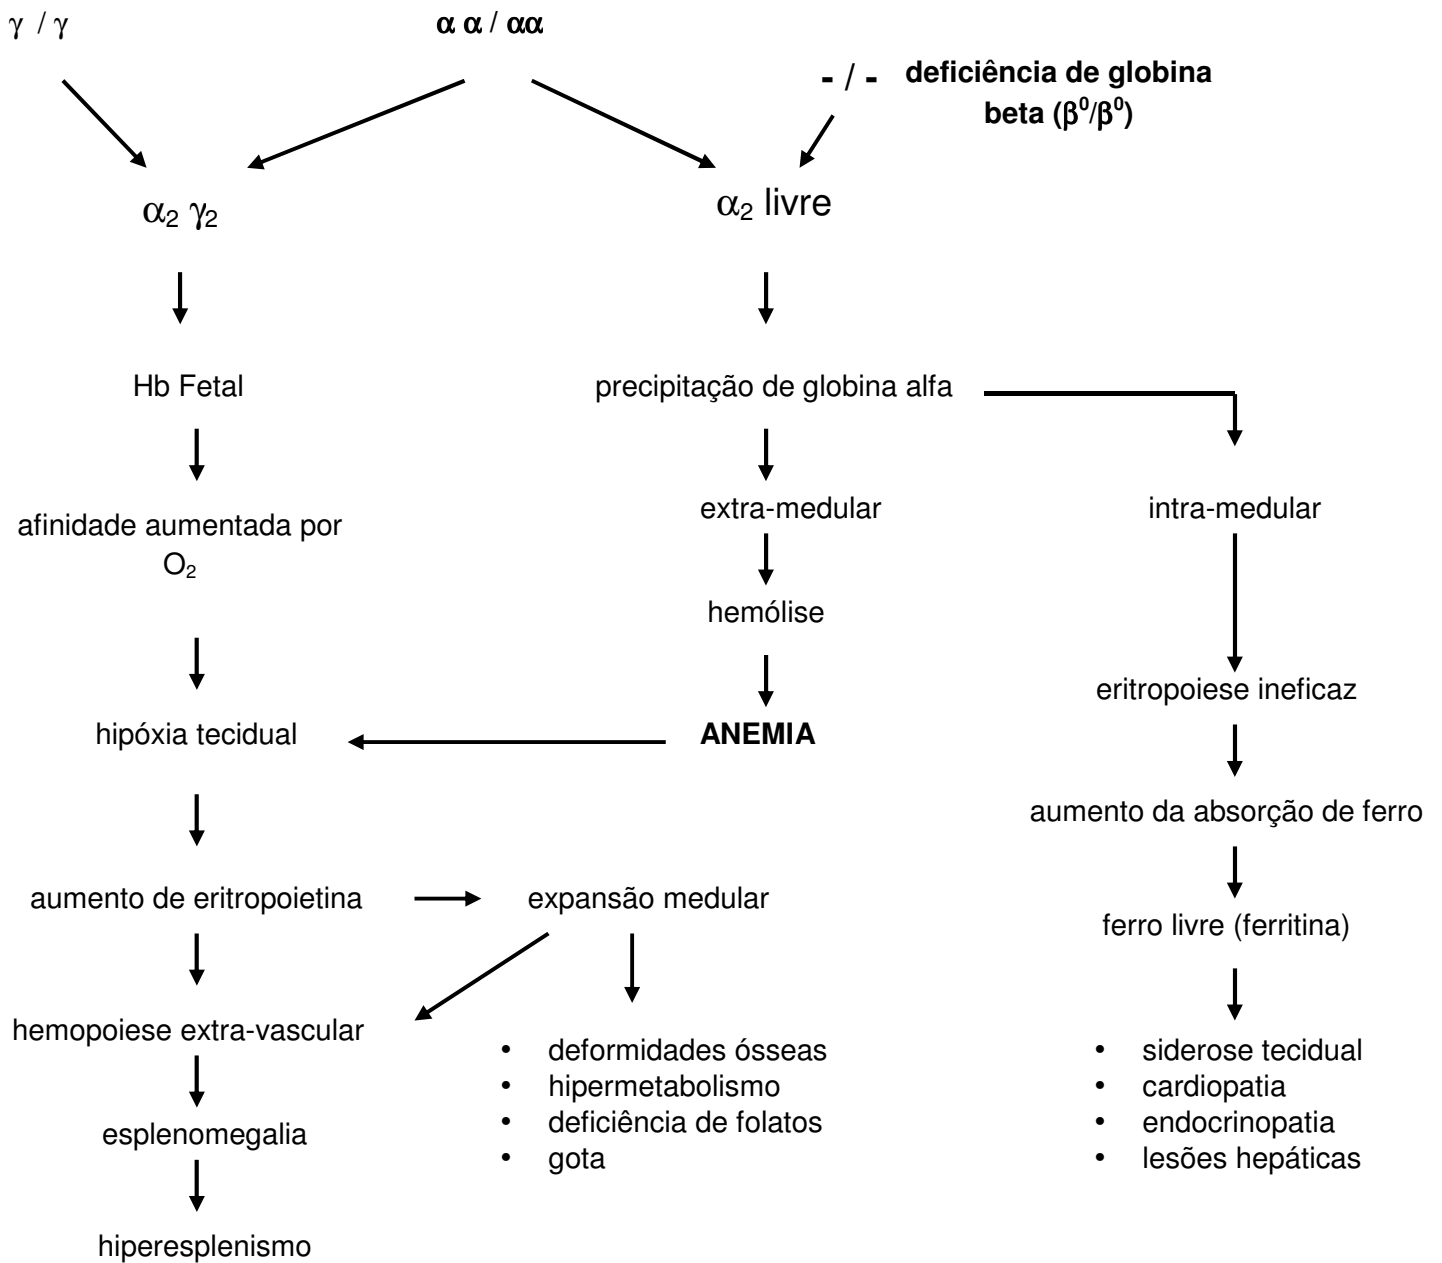 γ / γ
α α / αα
- / - deficiência de globina
beta (β⁰/β⁰)
α₂ γ₂
α₂ livre
Hb Fetal
precipitação de globina alfa
afinidade aumentada por
O₂
extra-medular
intra-medular
hemólise
eritropoiese ineficaz
hipóxia tecidual
ANEMIA
aumento da absorção de ferro
aumento de eritropoietina
expansão medular
ferro livre (ferritina)
hemopoiese extra-vascular
esplenomegalia
hiperesplenismo
• deformidades ósseas
• hipermetabolismo
• deficiência de folatos
• gota
• siderose tecidual
• cardiopatia
• endocrinopatia
• lesões hepáticas